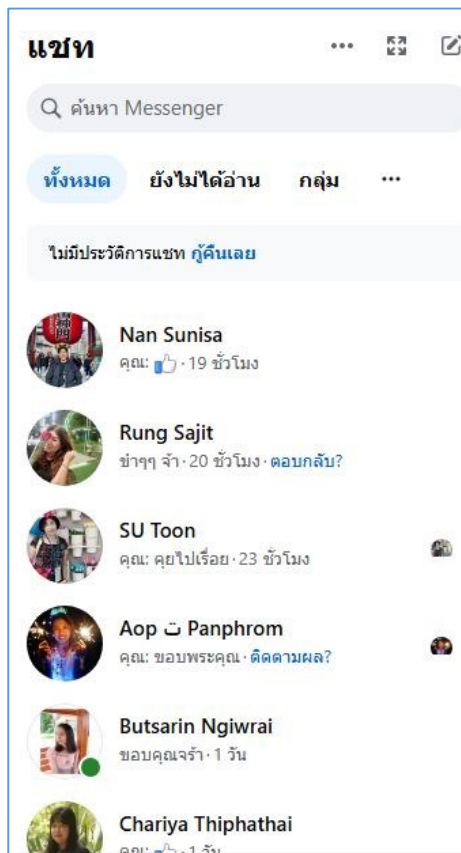 แชท
ค้นหา Messenger
ทั้งหมด ยังไม่ได้อ่าน กลุ่ม
ไม่มีประวัติการแชท กู้คืนเลย
Nan Sunisa
คุณ: 👍 · 19 ชั่วโมง
Rung Sajit
ขำๆๆ จ้า · 20 ชั่วโมง · ตอบกลับ?
SU Toon
คุณ: คุยไปเรื่อย · 23 ชั่วโมง
Aop ت Panphrom
คุณ: ขอบพระคุณ · ติดตามผล?
Butsarin Ngiwrai
ขอบคุณจร้า · 1 วัน
Chariya Thiphathai
คุณ: 👍 · 1 วัน